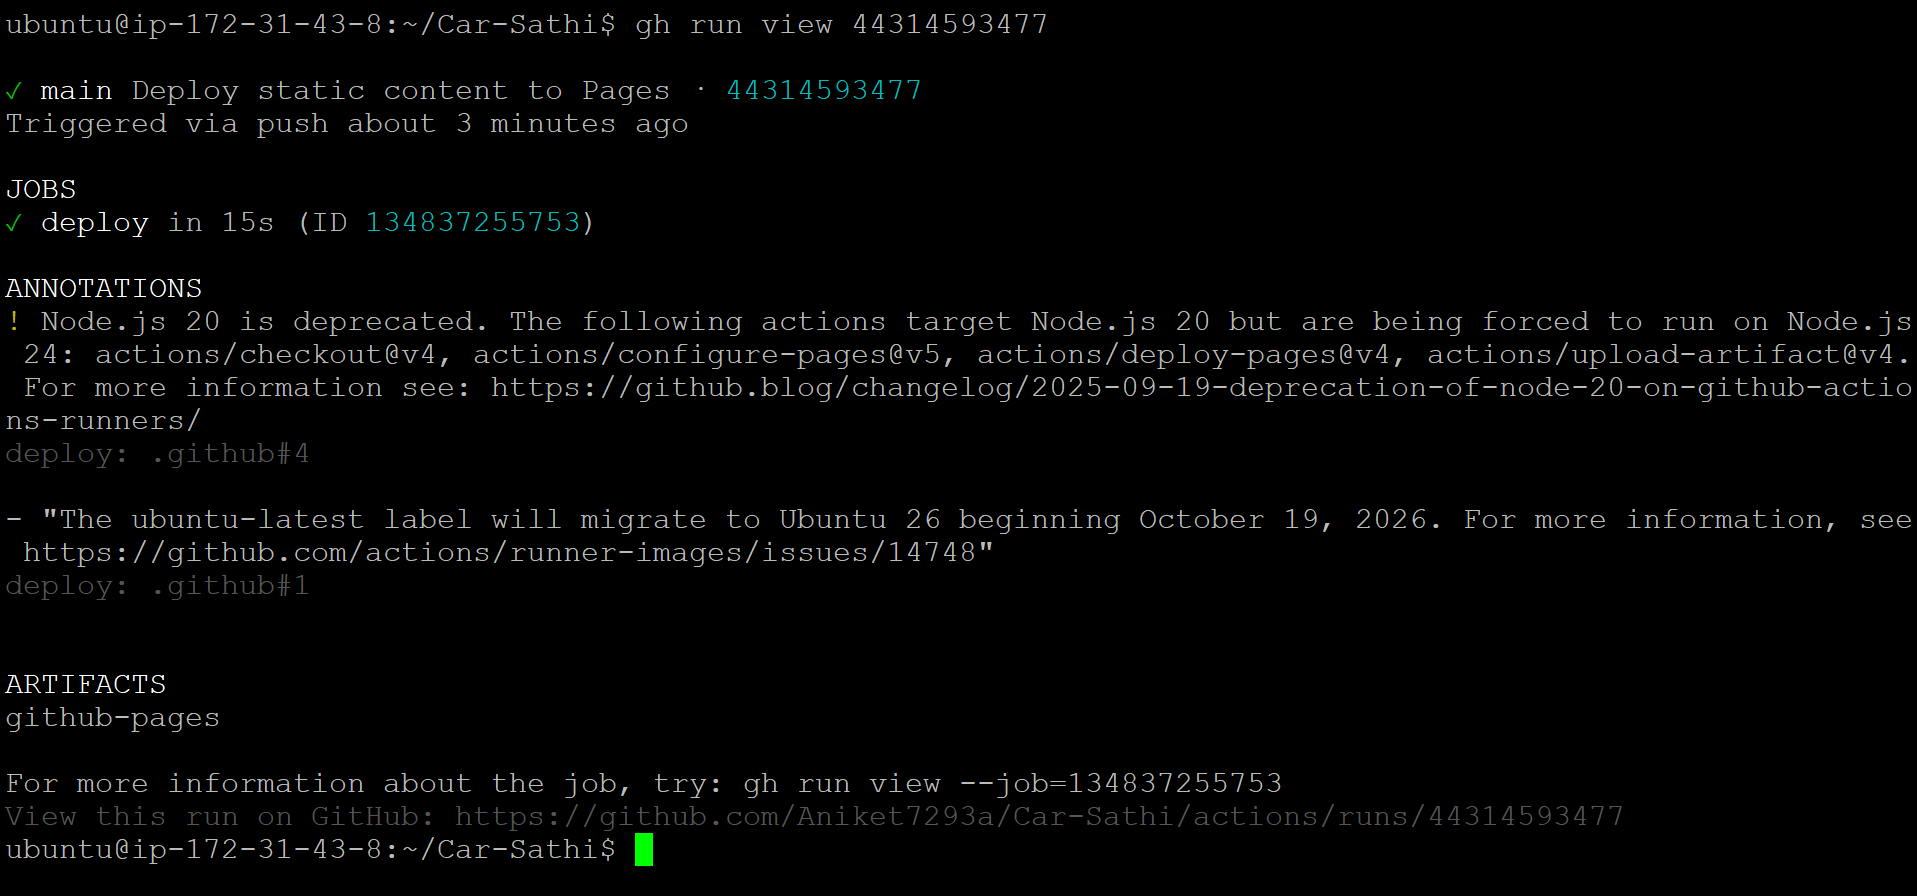 ubuntu@ip-172-31-43-8:~/Car-Sathi$ gh run view 44314593477
✓ main Deploy static content to Pages · 44314593477
Triggered via push about 3 minutes ago
JOBS
✓ deploy in 15s (ID 134837255753)
ANNOTATIONS
! Node.js 20 is deprecated. The following actions target Node.js 20 but are being forced to run on Node.js
24: actions/checkout@v4, actions/configure-pages@v5, actions/deploy-pages@v4, actions/upload-artifact@v4.
For more information see: https://github.blog/changelog/2025-09-19-deprecation-of-node-20-on-github-actio
ns-runners/
deploy: .github#4
- "The ubuntu-latest label will migrate to Ubuntu 26 beginning October 19, 2026. For more information, see
https://github.com/actions/runner-images/issues/14748"
deploy: .github#1
ARTIFACTS
github-pages
For more information about the job, try: gh run view --job=134837255753
View this run on GitHub: https://github.com/Aniket7293a/Car-Sathi/actions/runs/44314593477
ubuntu@ip-172-31-43-8:~/Car-Sathi$